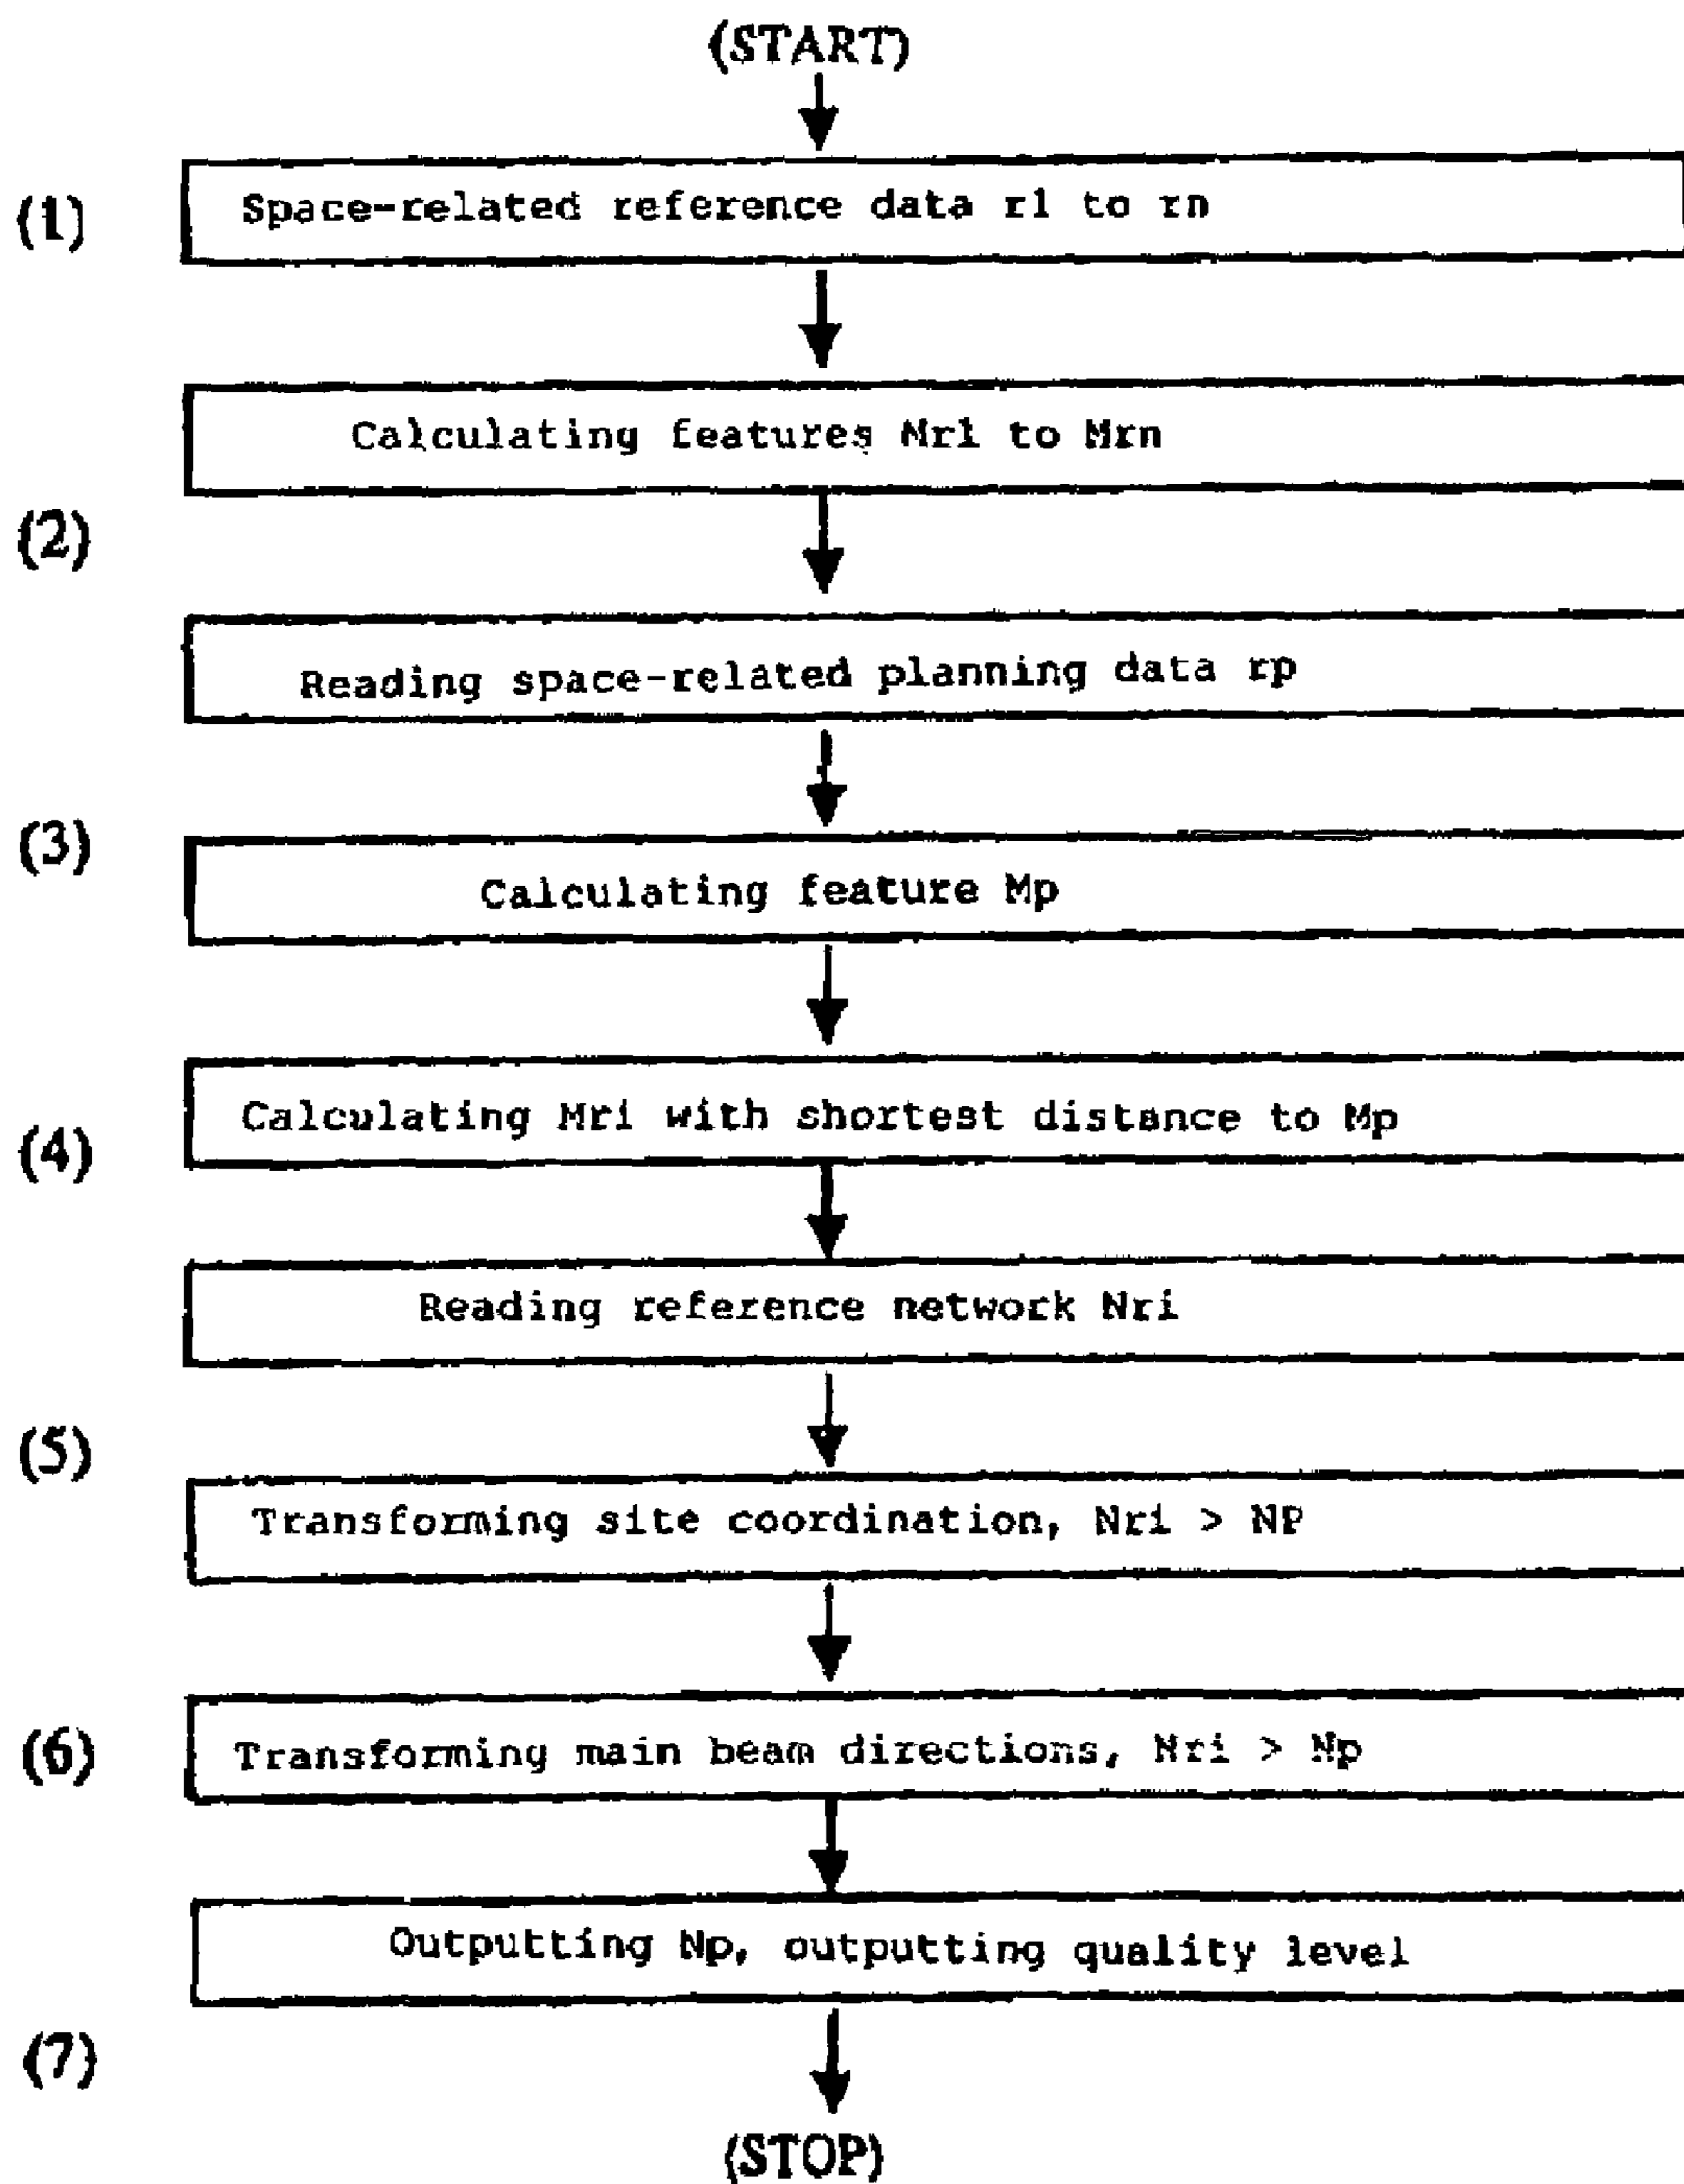 (START)
(1)
Space-related reference data r1 to rn
Calculating features Mr1 to Mrn
(2)
Reading space-related planning data rp
(3)
Calculating feature Mp
(4)
Calculating Mri with shortest distance to Mp
Reading reference network Nri
(5)
Transforming site coordination, Nri > NP
(6)
Transforming main beam directions, Nri > Np
Outputting Np, outputting quality level
(7)
(STOP)